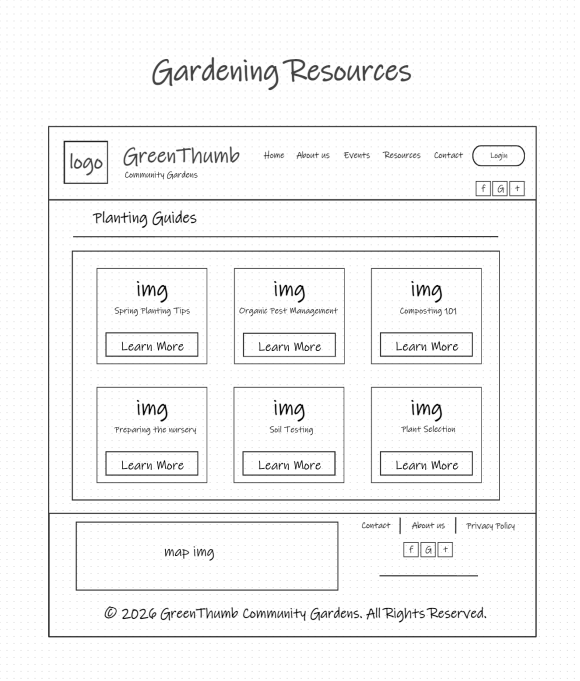 Gardening Resources
logo
GreenThumb
Community Gardens
Home About us Events Resources Contact Login
f G t
Planting Guides
img img img
Spring Planting Tips Organic Pest Management Composting 101
Learn More Learn More Learn More
img img img
Preparing the nursery Soil Testing Plant Selection
Learn More Learn More Learn More
Contact About us Privacy Policy
map img
f G t
© 2026 GreenThumb Community Gardens. All Rights Reserved.